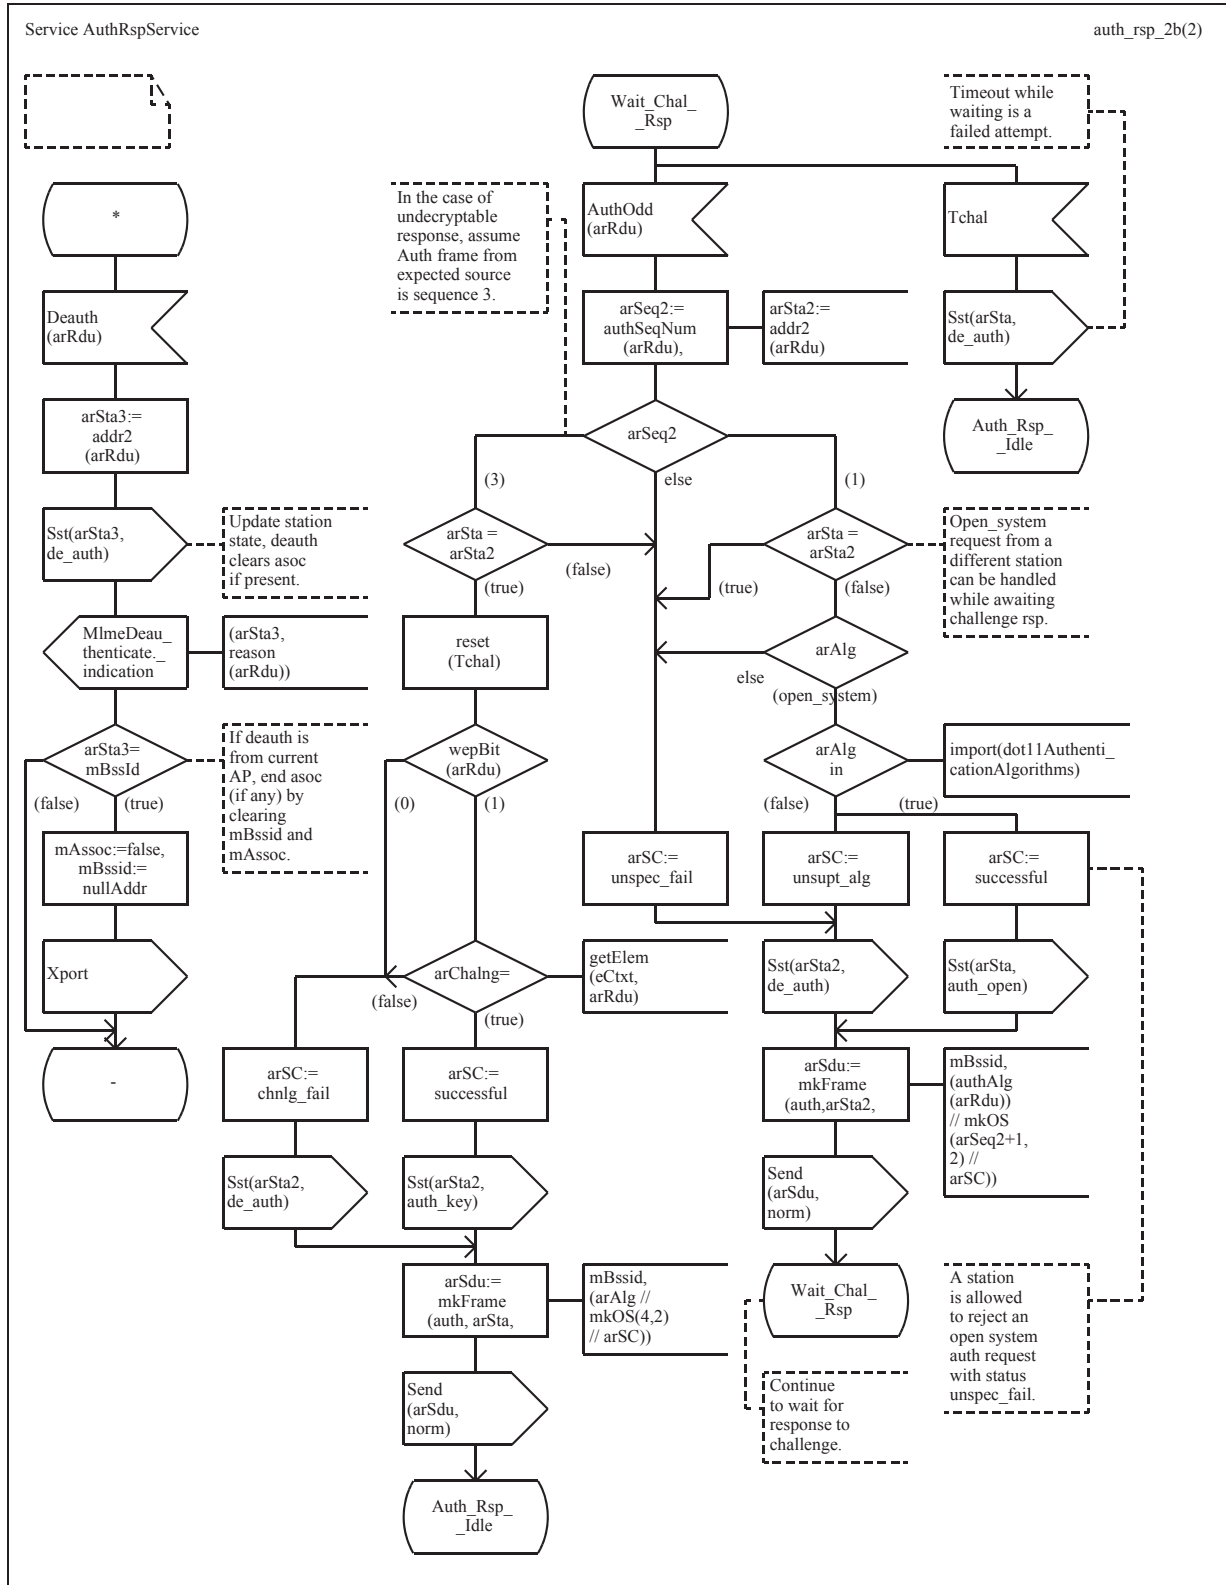 Service AuthRspService
auth_rsp_2b(2)
Wait_Chal_
_Rsp
Timeout while
waiting is a
failed attempt.
*
In the case of
undecryptable
response, assume
Auth frame from
expected source
is sequence 3.
AuthOdd
(arRdu)
Tchal
Deauth
(arRdu)
arSeq2:=
authSeqNum
(arRdu),
arSta2:=
addr2
(arRdu)
Sst(arSta,
de_auth)
arSta3:=
addr2
(arRdu)
arSeq2
Auth_Rsp_
_Idle
(3)
else
(1)
Sst(arSta3,
de_auth)
Update station
state, deauth
clears asoc
if present.
arSta =
arSta2
(false)
(true)
arSta =
arSta2
(true)
(false)
Open_system
request from a
different station
can be handled
while awaiting
challenge rsp.
MlmeDeau_
thenticate._
indication
(arSta3,
reason
(arRdu))
reset
(Tchal)
arAlg
else
(open_system)
arSta3=
mBssId
(false)
(true)
If deauth is
from current
AP, end asoc
(if any) by
clearing
mBssid and
mAssoc.
wepBit
(arRdu)
(0)
(1)
arAlg
in
(false)
(true)
import(dot11Authenti_
cationAlgorithms)
mAssoc:=false,
mBssid:=
nullAddr
arSC:=
unspec_fail
arSC:=
unsupt_alg
arSC:=
successful
Xport
arChalng=
(false)
(true)
getElem
(eCtxt,
arRdu)
Sst(arSta2,
de_auth)
Sst(arSta,
auth_open)
-
arSC:=
chnlg_fail
arSC:=
successful
arSdu:=
mkFrame
(auth,arSta2,
mBssid,
(authAlg
(arRdu))
// mkOS
(arSeq2+1,
2) //
arSC))
Sst(arSta2,
de_auth)
Sst(arSta2,
auth_key)
Send
(arSdu,
norm)
arSdu:=
mkFrame
(auth, arSta,
mBssid,
(arAlg //
mkOS(4,2)
// arSC))
Wait_Chal_
_Rsp
A station
is allowed
to reject an
open system
auth request
with status
unspec_fail.
Send
(arSdu,
norm)
Continue
to wait for
response to
challenge.
Auth_Rsp_
_Idle